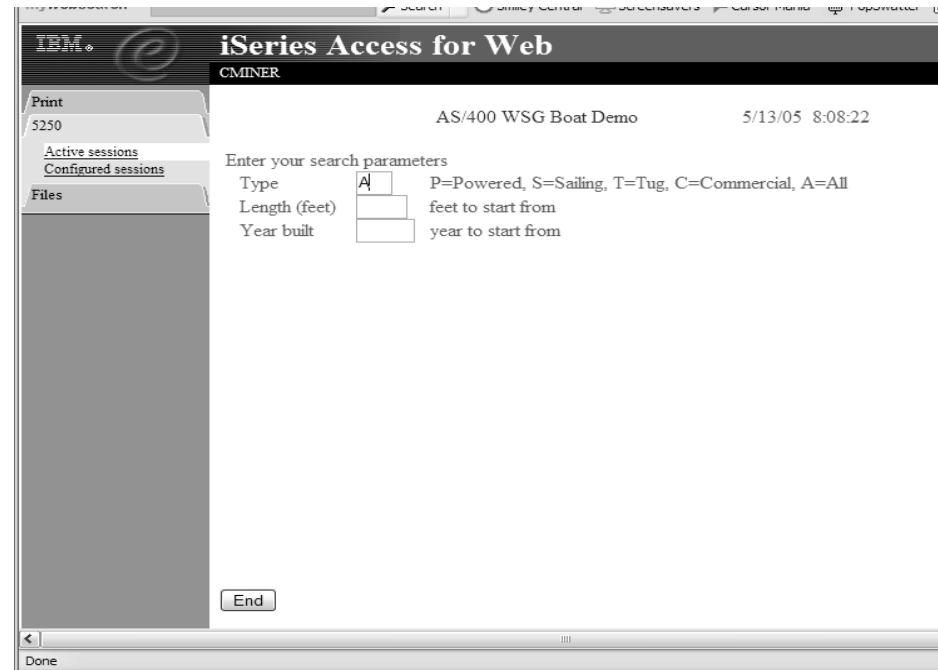 mywebsearch Search Smiley Central Screensavers Cursor Mania PopSwatter
IBM. iSeries Access for Web
CMINER
Print
5250
Active sessions
Configured sessions
Files
AS/400 WSG Boat Demo 5/13/05 8:08:22
Enter your search parameters
Type A P=Powered, S=Sailing, T=Tug, C=Commercial, A=All
Length (feet) feet to start from
Year built year to start from
End
Done